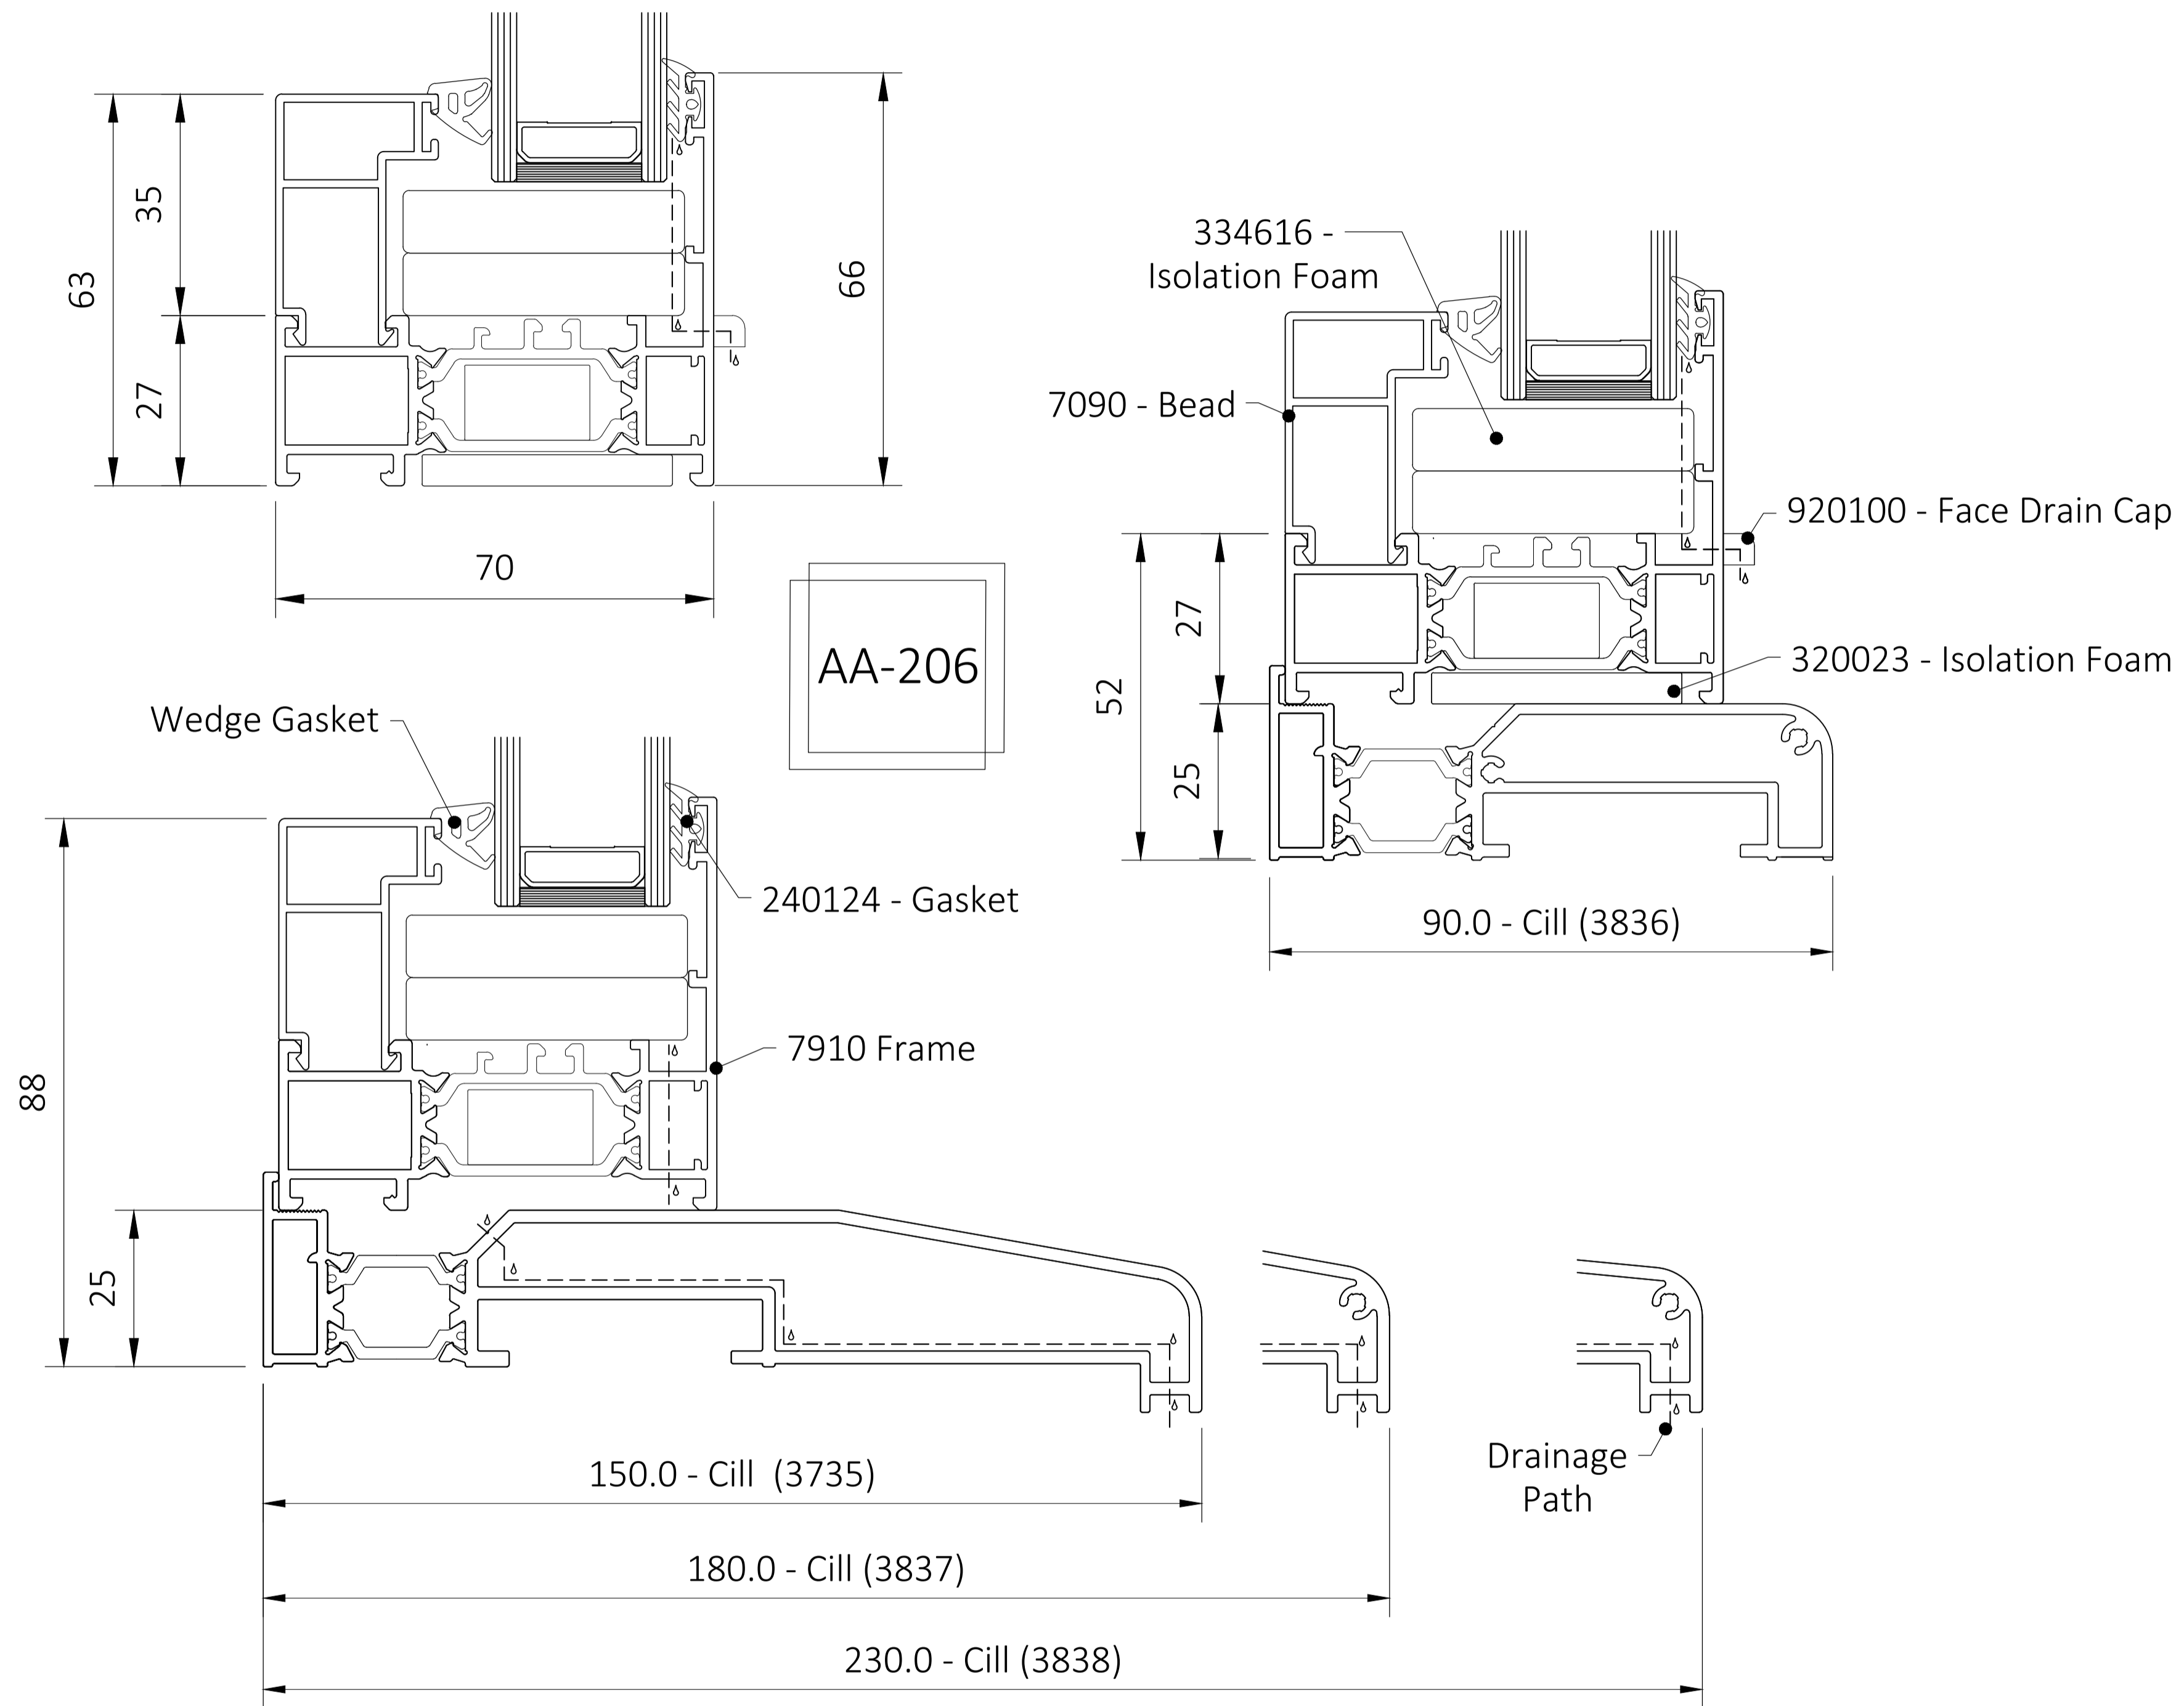 63
35
27
66
70
334616 -
Isolation Foam
7090 - Bead
920100 - Face Drain Cap
27
52
25
320023 - Isolation Foam
90.0 - Cill (3836)
AA-206
Wedge Gasket
240124 - Gasket
7910 Frame
88
25
Drainage
Path
150.0 - Cill (3735)
180.0 - Cill (3837)
230.0 - Cill (3838)